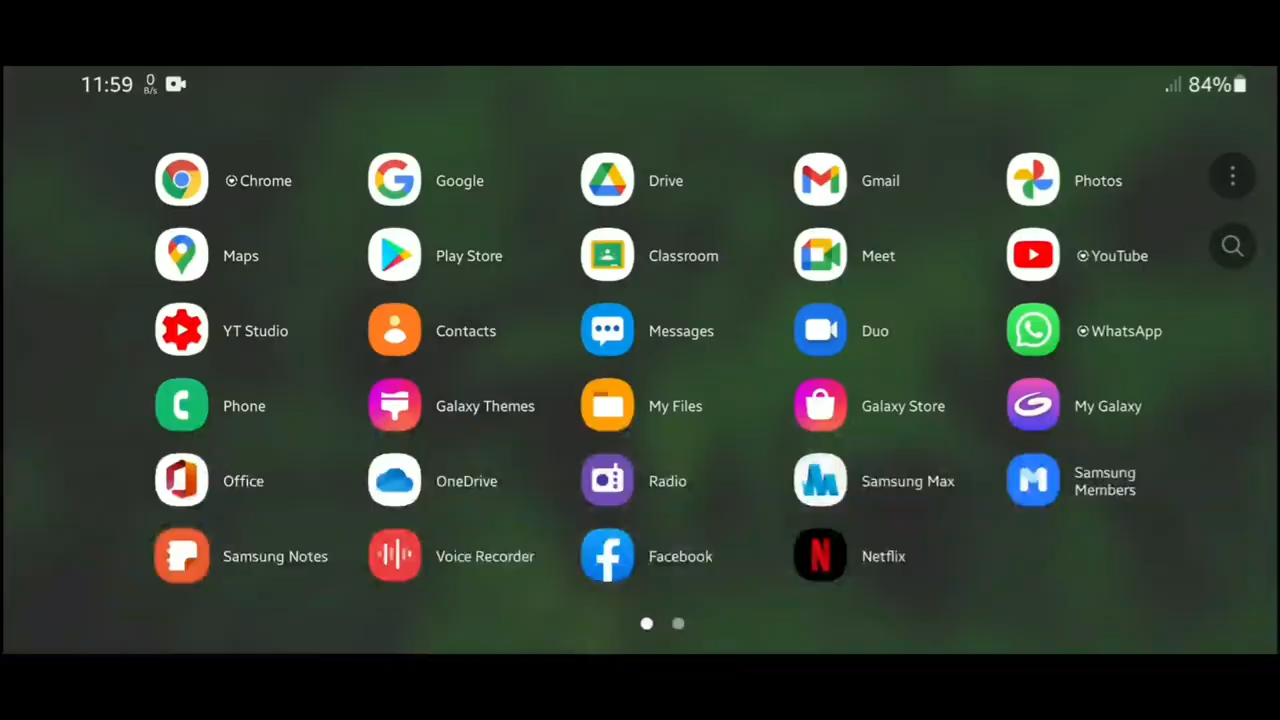 11:59 0 B/s 84%
Chrome Google Drive Gmail Photos
Maps Play Store Classroom Meet YouTube
YT Studio Contacts Messages Duo WhatsApp
Phone Galaxy Themes My Files Galaxy Store My Galaxy
Office OneDrive Radio Samsung Max Samsung Members
Samsung Notes Voice Recorder Facebook Netflix